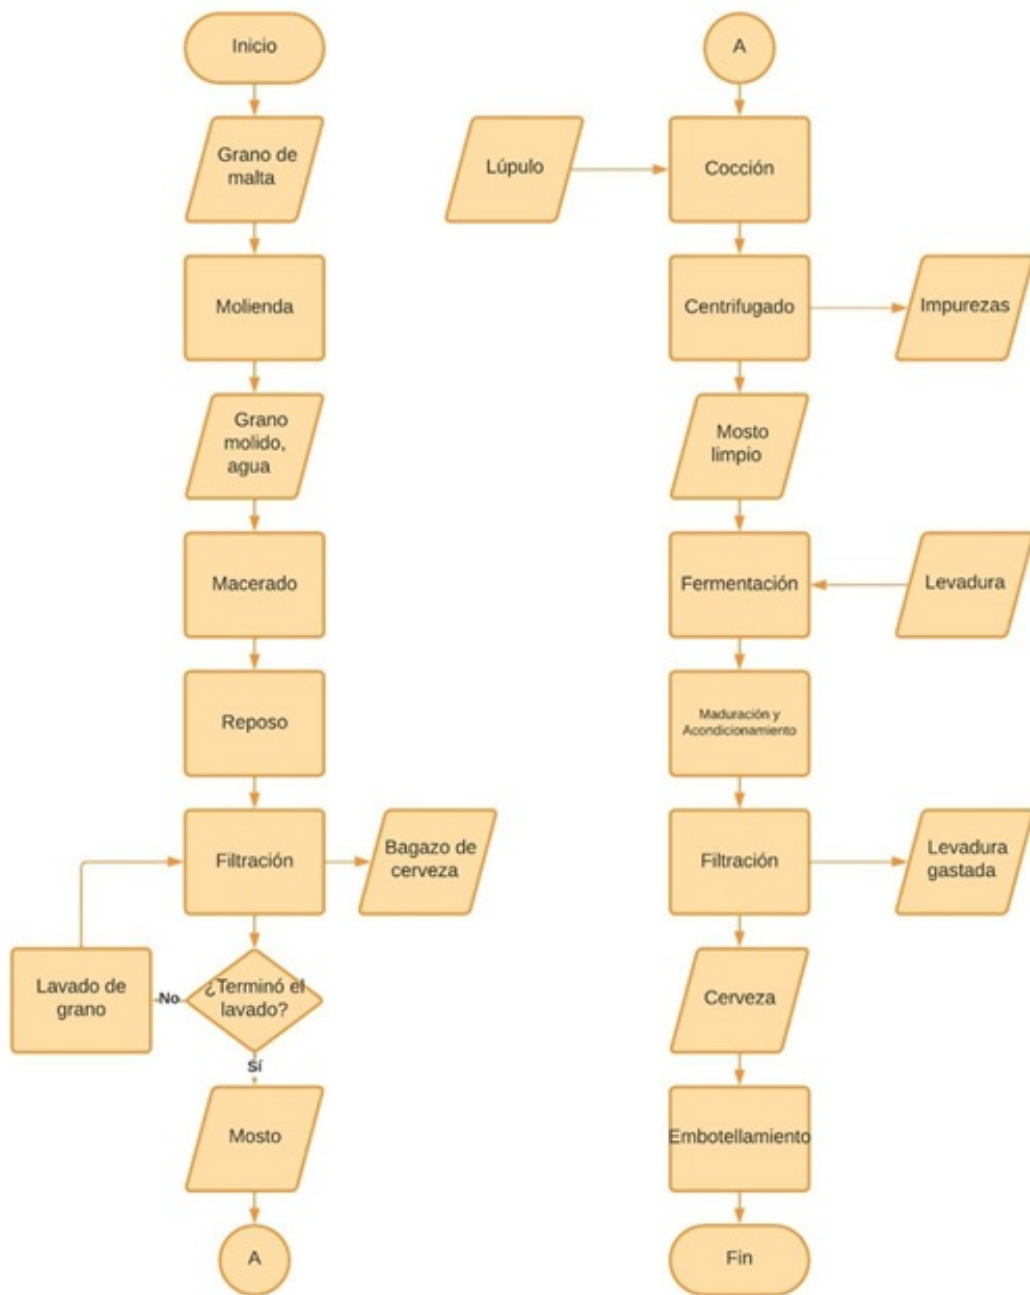 Inicio
Grano de
malta
Molienda
Grano
molido,
agua
Macerado
Reposo
Filtración
Bagazo de
cerveza
Lavado de
grano
No
¿Terminó el
lavado?
Sí
Mosto
A
A
Lúpulo
Cocción
Centrifugado
Impurezas
Mosto
limpio
Fermentación
Levadura
Maduración y
Acondicionamiento
Filtración
Levadura
gastada
Cerveza
Embotellamiento
Fin